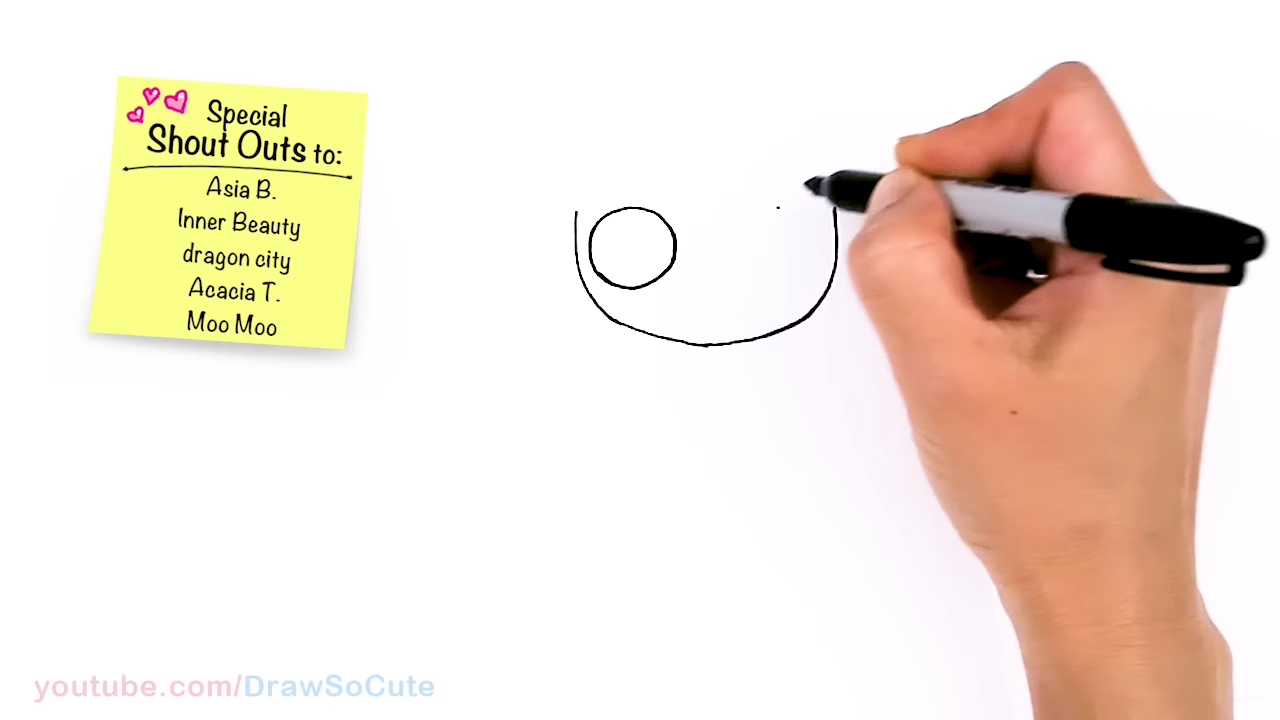 Special
Shout Outs to:
Asia B.
Inner Beauty
dragon city
Acacia T.
Moo Moo
youtube.com/DrawSoCute